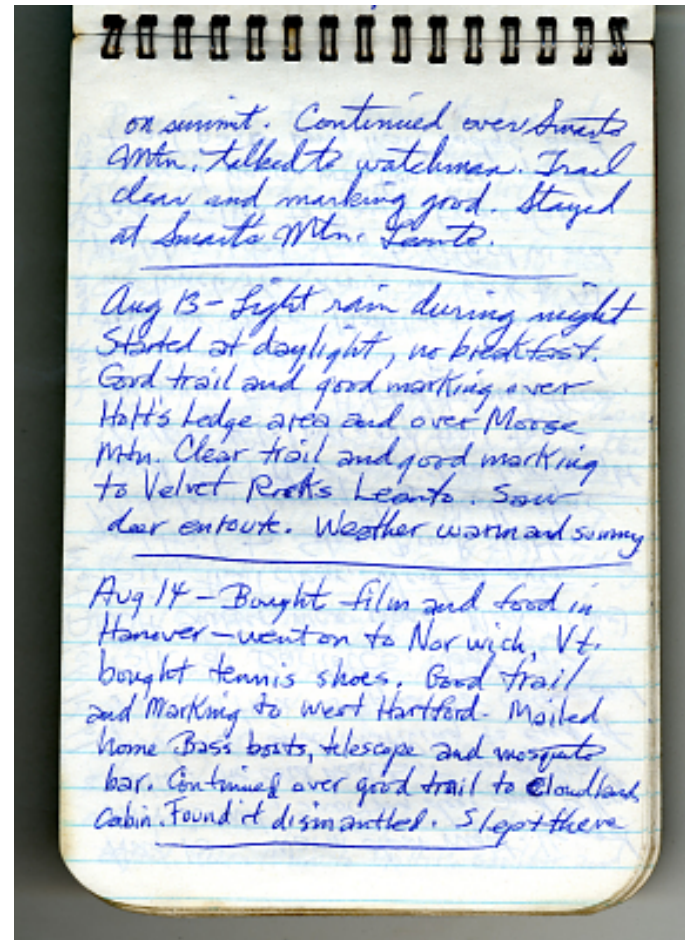 on summit. Continued over Smarts
Mtn. talked to watchman. Trail
clear and marking good. Stayed
at Smarts Mtn. Leanto.
Aug 13 - Light rain during night
Started at daylight, no breakfast.
Good trail and good marking over
Holt's Ledge area and over Moose
Mtn. Clear trail and good marking
to Velvet Rocks Leanto. Saw
deer enroute. Weather warm and sunny
Aug 14 - Bought film and food in
Hanover - went on to Norwich, Vt.
bought tennis shoes. Good trail
and Marking to West Hartford. Mailed
home Bass boots, telescope and mosquito
bar. Continued over good trail to Cloudland
Cabin. Found it dismantled. Slept there